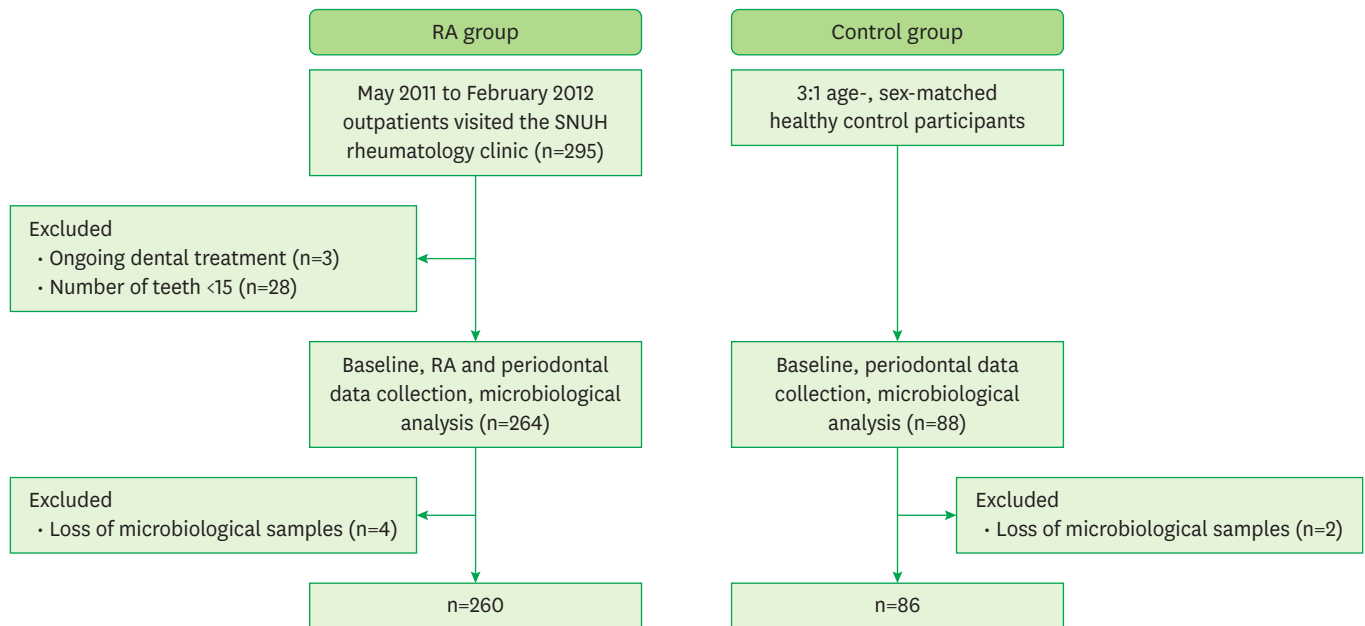 RA group
May 2011 to February 2012
outpatients visited the SNUH
rheumatology clinic (n=295)
Excluded
· Ongoing dental treatment (n=3)
· Number of teeth <15 (n=28)
Baseline, RA and periodontal
data collection, microbiological
analysis (n=264)
Excluded
· Loss of microbiological samples (n=4)
n=260
Control group
3:1 age-, sex-matched
healthy control participants
Baseline, periodontal data
collection, microbiological
analysis (n=88)
Excluded
· Loss of microbiological samples (n=2)
n=86